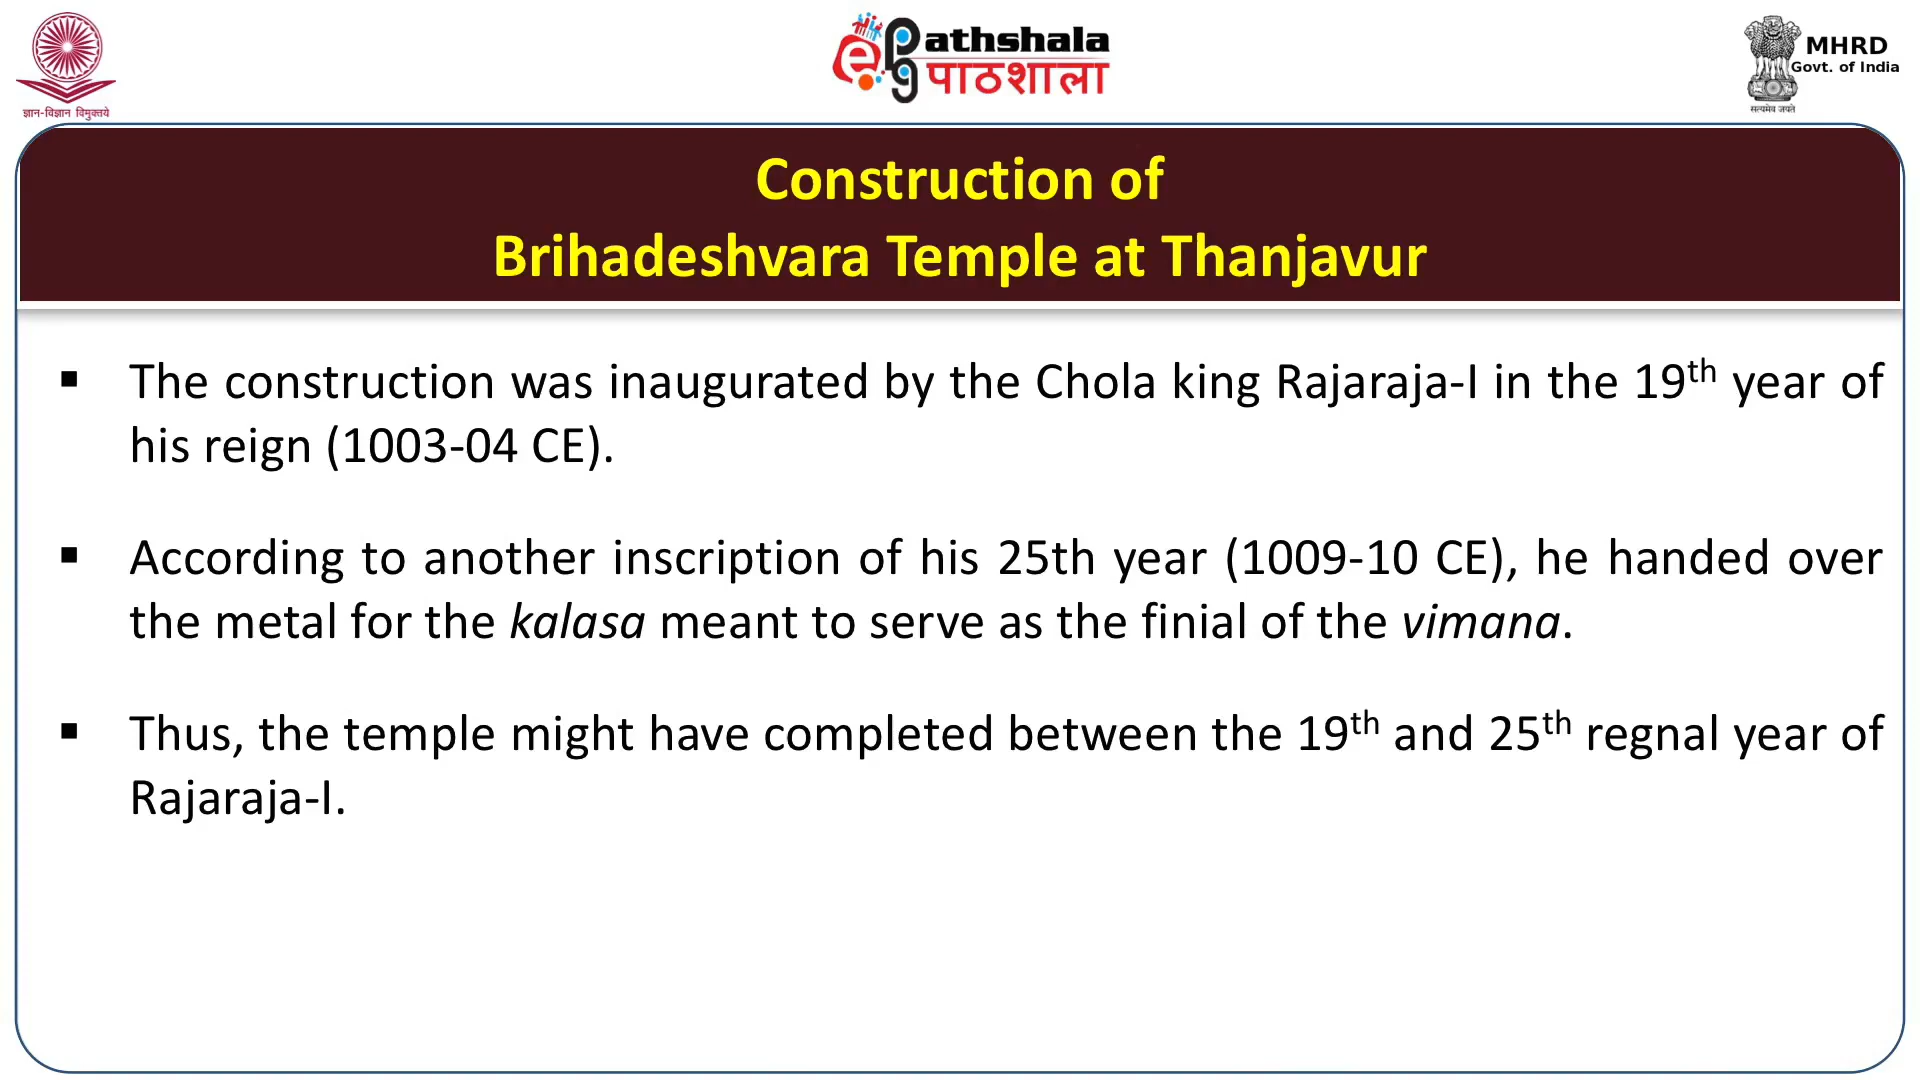 ज्ञान-विज्ञान विमुक्तये
ePG Pathshala
पाठशाला
MHRD
Govt. of India
सत्यमेव जयते
Construction of
Brihadeshvara Temple at Thanjavur
▪ The construction was inaugurated by the Chola king Rajaraja-I in the 19th year of
his reign (1003-04 CE).
▪ According to another inscription of his 25th year (1009-10 CE), he handed over
the metal for the kalasa meant to serve as the finial of the vimana.
▪ Thus, the temple might have completed between the 19th and 25th regnal year of
Rajaraja-I.